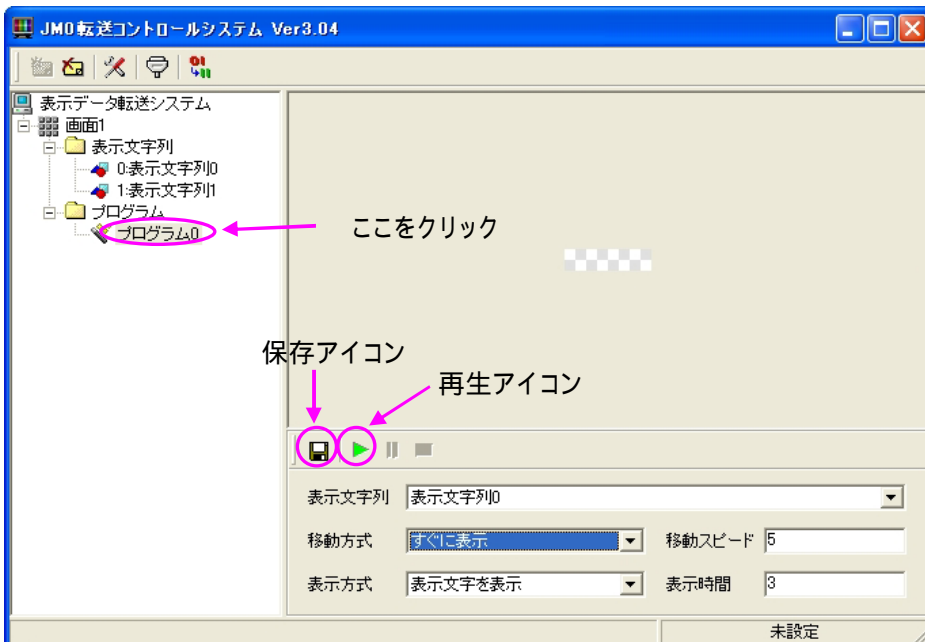 JM0転送コントロールシステム Ver3.04
表示データ転送システム
画面1
表示文字列
0:表示文字列0
1:表示文字列1
プログラム
プログラム0
ここをクリック
保存アイコン
再生アイコン
表示文字列 表示文字列0
移動方式 すぐに表示 移動スピード 5
表示方式 表示文字を表示 表示時間 3
未設定